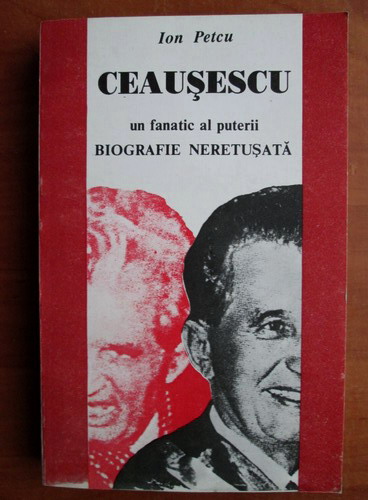 Ion Petcu
CEAUŞESCU
un fanatic al puterii
BIOGRAFIE NERETUŞATĂ